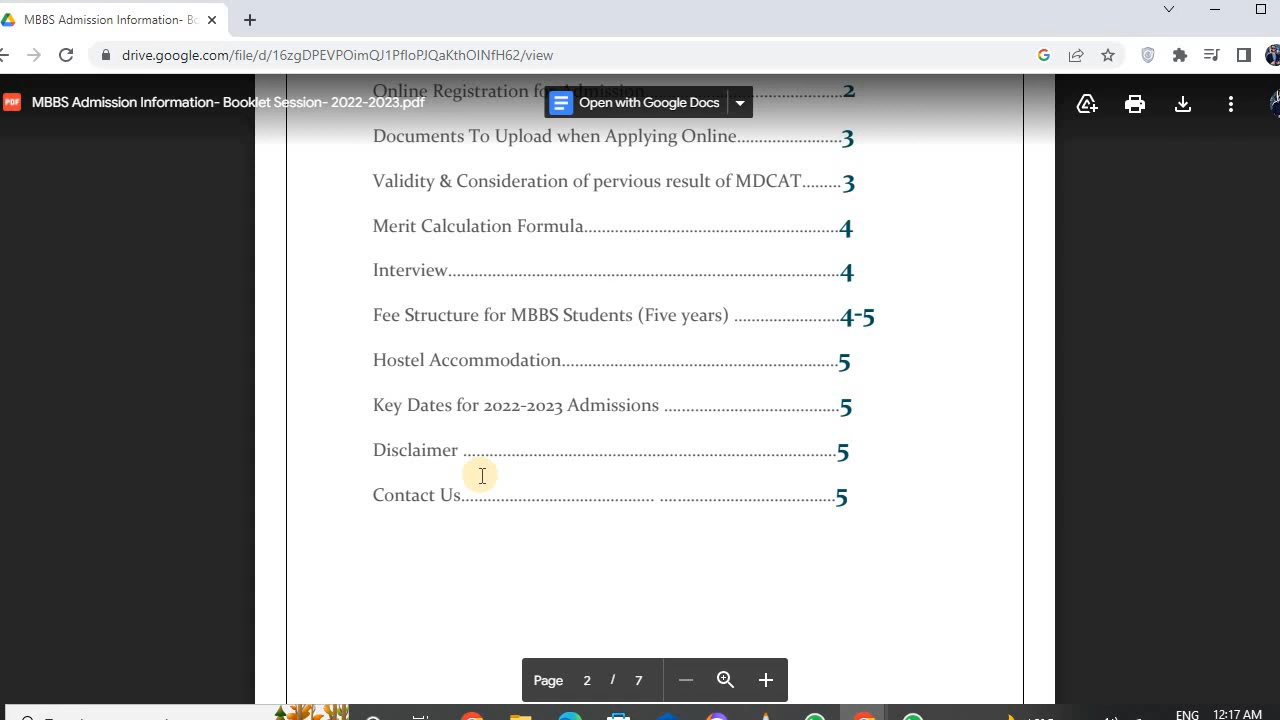 MBBS Admission Information- Bo
drive.google.com/file/d/16zgDPEVPOimQJ1PfloPJQaKthOINfH62/view
Online Registration for Admission 2
PDF MBBS Admission Information- Booklet Session- 2022-2023.pdf
Open with Google Docs
Documents To Upload when Applying Online........................3
Validity & Consideration of pervious result of MDCAT.........3
Merit Calculation Formula..........................................................4
Interview.........................................................................................4
Fee Structure for MBBS Students (Five years) ........................4-5
Hostel Accommodation...............................................................5
Key Dates for 2022-2023 Admissions ........................................5
Disclaimer .....................................................................................5
Contact Us............................................ ........................................5
Page 2 / 7
ENG 12:17 AM